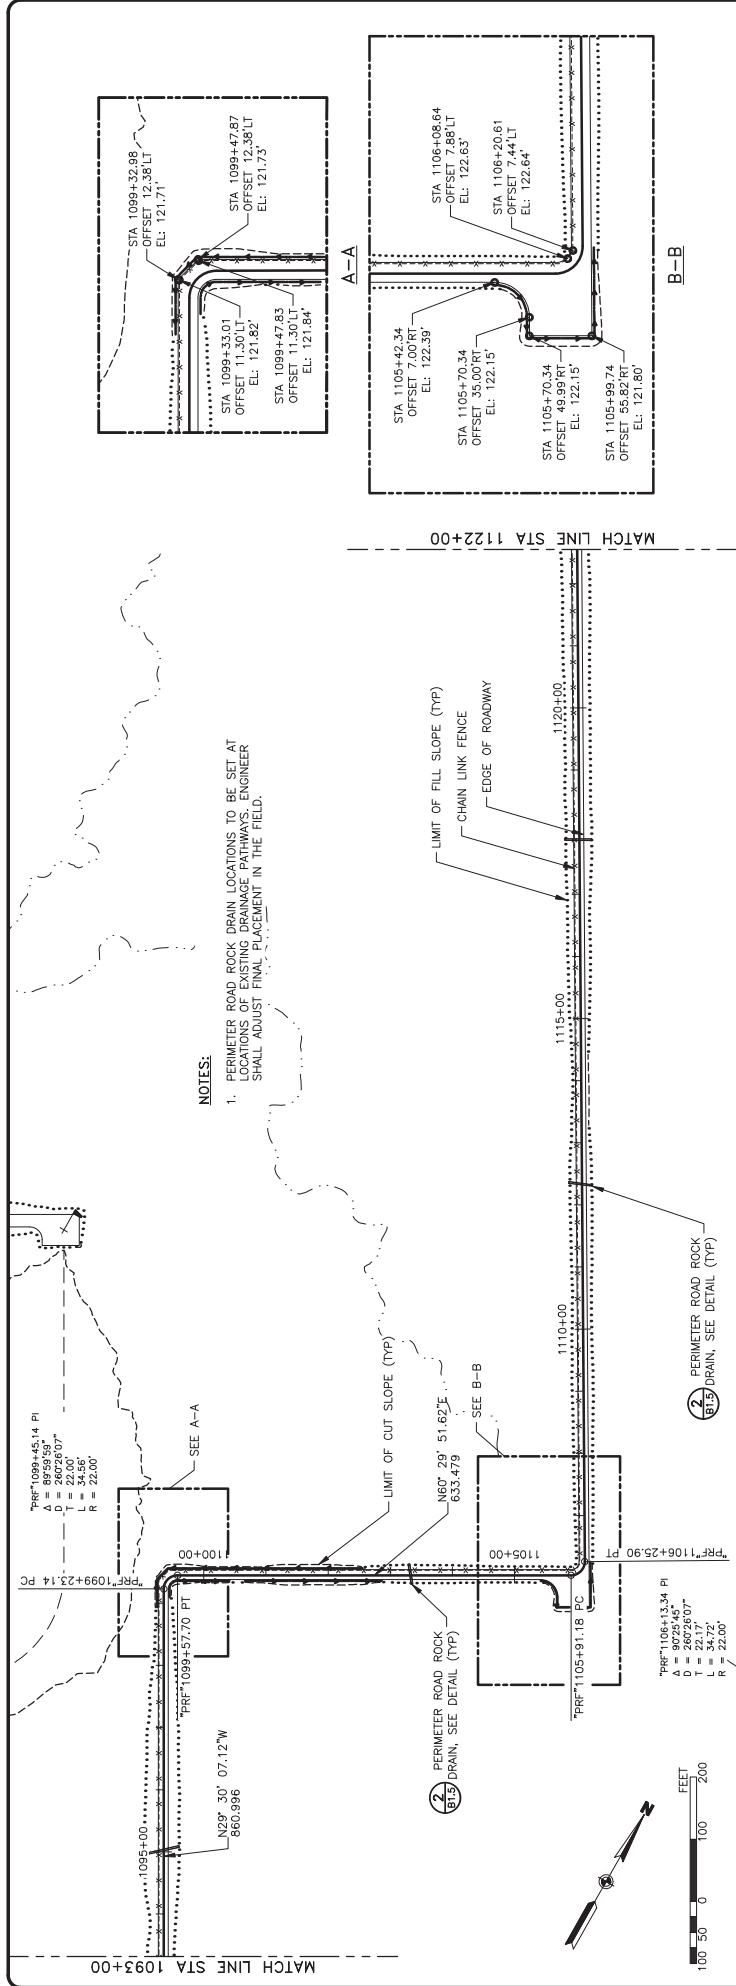 STA 1099+32.98
OFFSET 12.38'LT
EL: 121.71'
STA 1099+47.87
OFFSET 12.38'LT
EL: 121.73'
STA 1099+33.01
OFFSET 11.30'LT
EL: 121.82'
STA 1099+47.83
OFFSET 11.30'LT
EL: 121.84'
A-A
STA 1106+08.64
OFFSET 7.88'LT
EL: 122.63'
STA 1106+20.61
OFFSET 7.44'LT
EL: 122.64'
STA 1105+42.34
OFFSET 7.00'RT
EL: 122.39'
STA 1105+70.34
OFFSET 35.00'RT
EL: 122.15'
STA 1105+70.34
OFFSET 49.99'RT
EL: 122.15'
STA 1105+99.74
OFFSET 55.82'RT
EL: 121.80'
B-B
NOTES:
1. PERIMETER ROAD ROCK DRAIN LOCATIONS TO BE SET AT
LOCATIONS OF EXISTING DRAINAGE PATHWAYS. ENGINEER
SHALL ADJUST FINAL PLACEMENT IN THE FIELD.
MATCH LINE STA 1122+00
LIMIT OF FILL SLOPE (TYP)
CHAIN LINK FENCE
EDGE OF ROADWAY
1120+00
1115+00
1110+00
2
B1.5
PERIMETER ROAD ROCK
DRAIN, SEE DETAIL (TYP)
"PRF"1099+45.14 PI
Δ = 89°59'59"
D = 260°26'07"
T = 22.00'
L = 34.56'
R = 22.00'
SEE A-A
LIMIT OF CUT SLOPE (TYP)
N60° 29' 51.62"E
633.479
SEE B-B
"PRF"1099+23.14 PC
1100+00
1105+00
"PRF"1106+25.90 PT
"PRF"1099+57.70 PT
"PRF"1105+91.18 PC
"PRF"1106+13.34 PI
Δ = 90°25'45"
D = 260°26'07"
T = 22.17'
L = 34.72'
R = 22.00'
2
B1.5
PERIMETER ROAD ROCK
DRAIN, SEE DETAIL (TYP)
1095+00
N29° 30' 07.12"W
860.996
MATCH LINE STA 1093+00
N
FEET
100 50 0 100 200